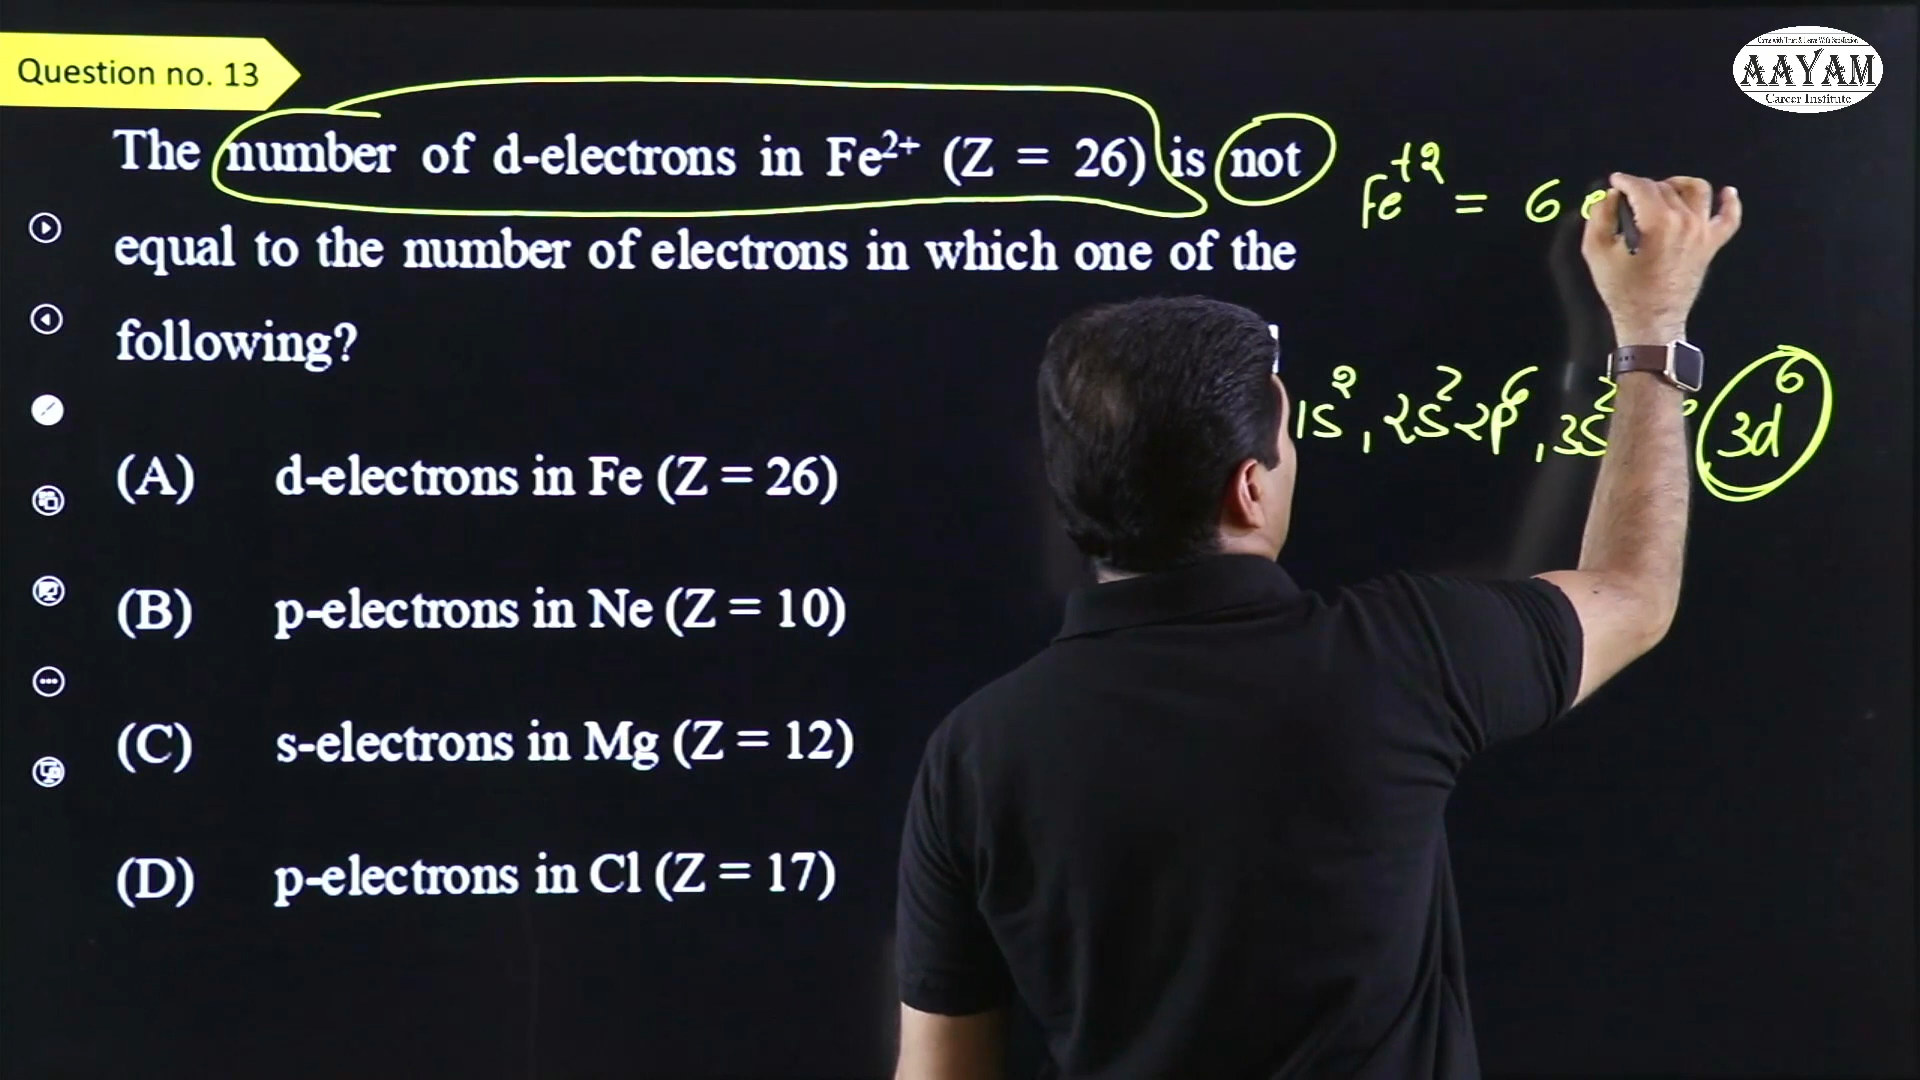 Question no. 13
AAYAM
Career Institute
The number of d-electrons in Fe²⁺ (Z = 26) is not
equal to the number of electrons in which one of the
following?
Fe⁺² = 6
1s², 2s² 2p⁶, 3s² 3d⁶
(A) d-electrons in Fe (Z = 26)
(B) p-electrons in Ne (Z = 10)
(C) s-electrons in Mg (Z = 12)
(D) p-electrons in Cl (Z = 17)